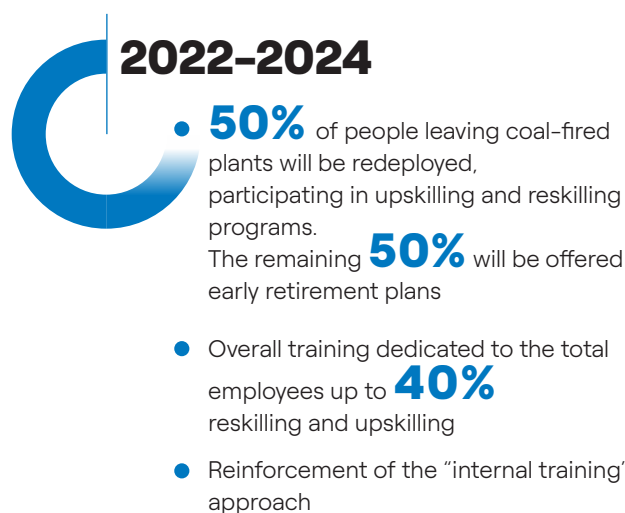 2022-2024
50% of people leaving coal-fired
plants will be redeployed,
participating in upskilling and reskilling
programs.
The remaining 50% will be offered
early retirement plans
Overall training dedicated to the total
employees up to 40%
reskilling and upskilling
Reinforcement of the “internal training’
approach